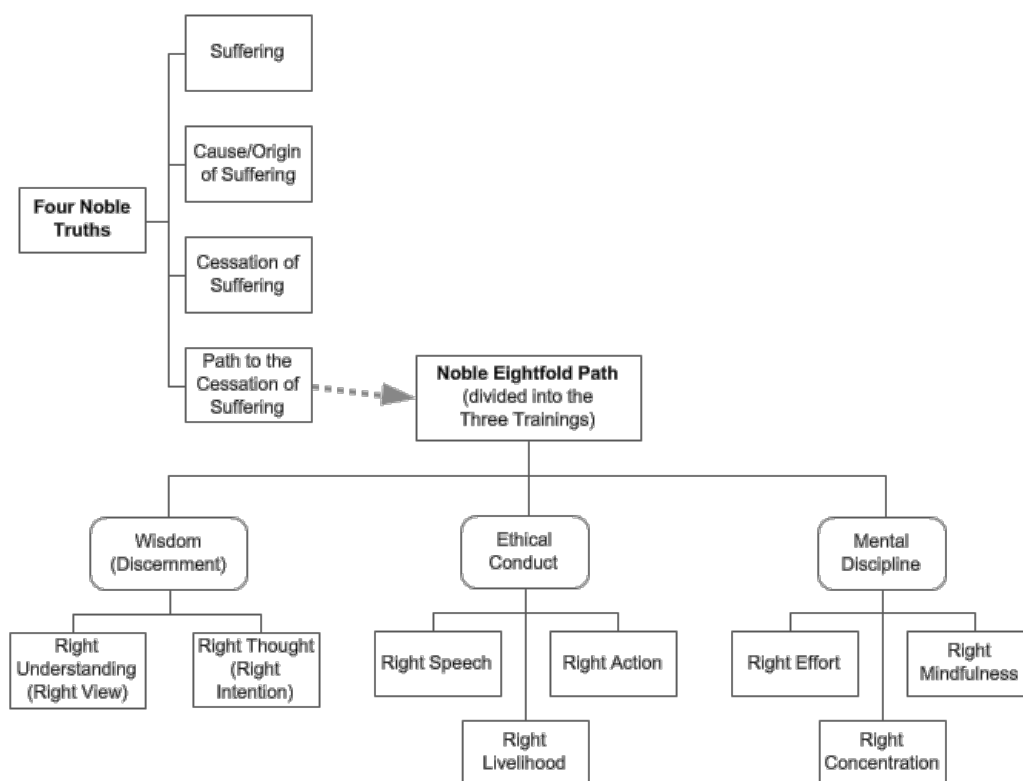 Suffering
Cause/Origin
of Suffering
Four Noble
Truths
Cessation of
Suffering
Path to the
Cessation of
Suffering
Noble Eightfold Path
(divided into the
Three Trainings)
Wisdom
(Discernment)
Ethical
Conduct
Mental
Discipline
Right
Understanding
(Right View)
Right Thought
(Right
Intention)
Right Speech
Right Action
Right
Livelihood
Right Effort
Right
Mindfulness
Right
Concentration